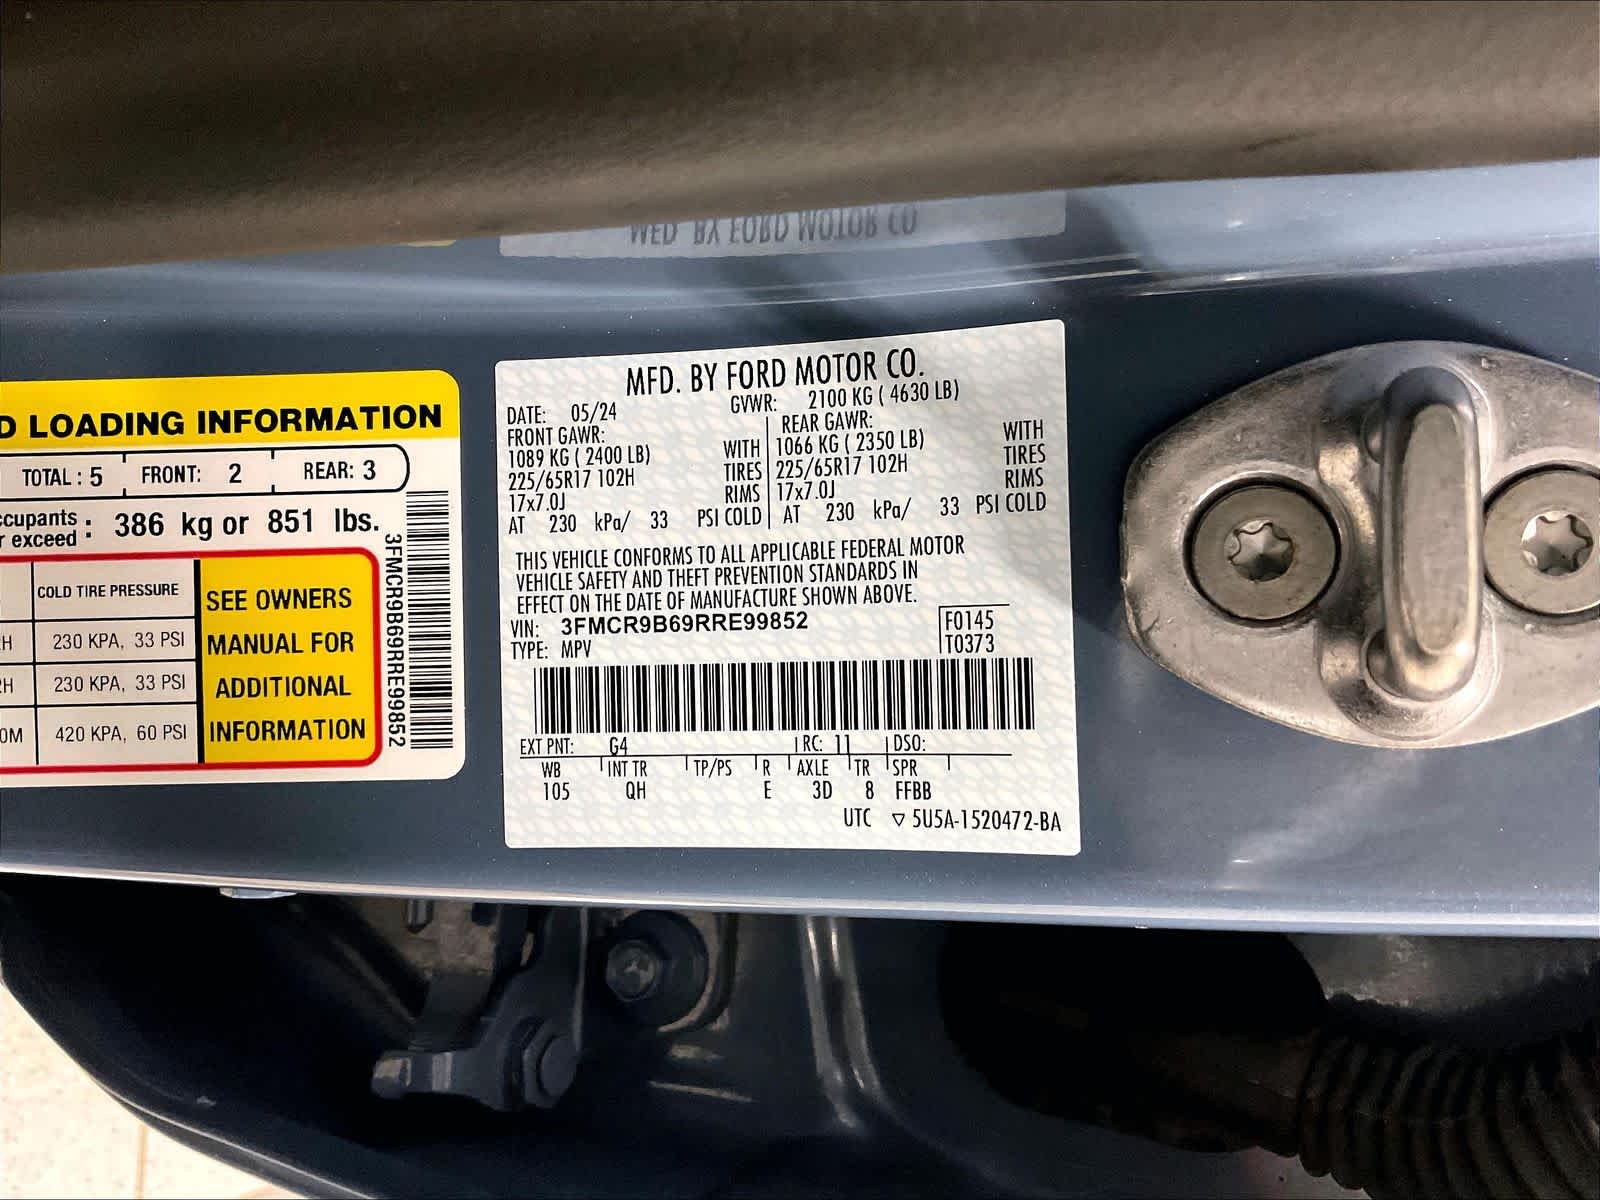 LOADING INFORMATION
TOTAL : 5 FRONT: 2 REAR: 3
: 386 kg or 851 lbs.
exceed
COLD TIRE PRESSURE
230 KPA, 33 PSI
230 KPA, 33 PSI
420 KPA, 60 PSI
SEE OWNERS
MANUAL FOR
ADDITIONAL
INFORMATION
3FMCR9B69RRE99852
MFD. BY FORD MOTOR CO.
DATE: 05/24 GVWR: 2100 KG ( 4630 LB)
FRONT GAWR: REAR GAWR:
1089 KG ( 2400 LB) WITH 1066 KG ( 2350 LB) WITH
225/65R17 102H TIRES 225/65R17 102H TIRES
17x7.0J RIMS 17x7.0J RIMS
AT 230 kPa/ 33 PSI COLD AT 230 kPa/ 33 PSI COLD
THIS VEHICLE CONFORMS TO ALL APPLICABLE FEDERAL MOTOR
VEHICLE SAFETY AND THEFT PREVENTION STANDARDS IN
EFFECT ON THE DATE OF MANUFACTURE SHOWN ABOVE.
VIN: 3FMCR9B69RRE99852 F0145
TYPE: MPV T0373
EXT PNT: G4 RC: 11 DSO:
WB INT TR TP/PS R AXLE TR SPR
105 QH E 3D 8 FFBB
UTC ▽ 5U5A-1520472-BA